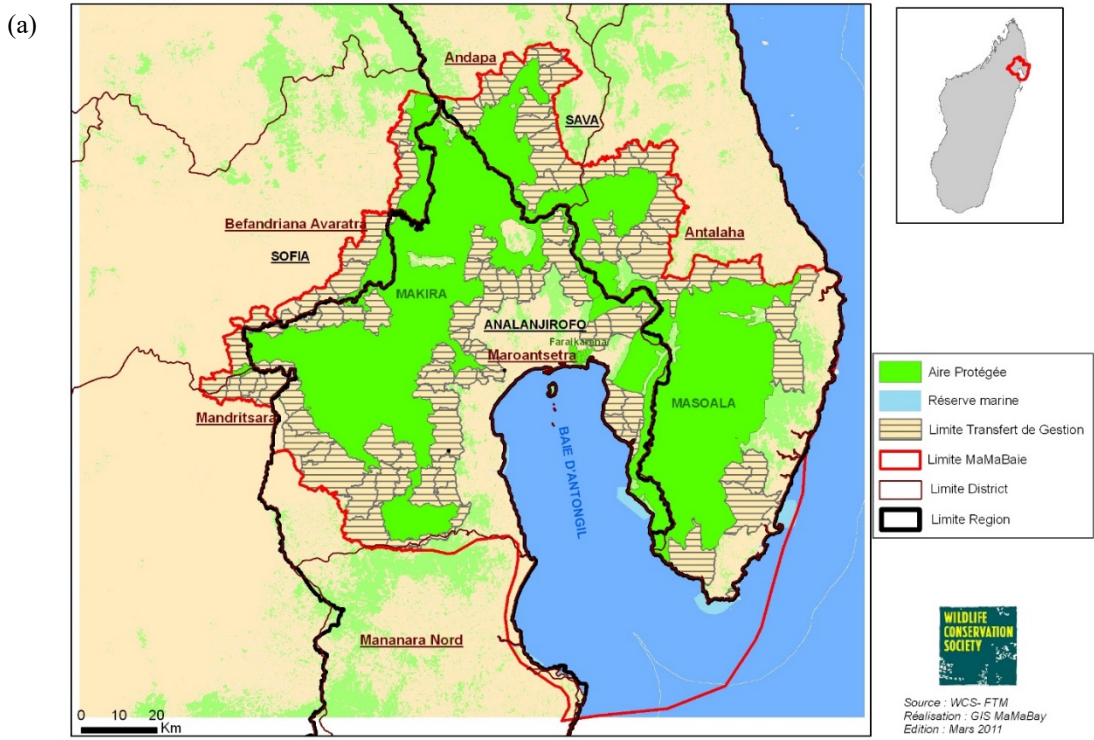 (a)
Andapa
SAVA
Befandriana Avaratra
SOFIA
Antalaha
MAKIRA
ANALANJIROFO
Faraikarena
Maroantsetra
MASOALA
Mandritsara
BAIE D'ANTONGIL
Mananara Nord
0 10 20
Km
Aire Protégée
Réserve marine
Limite Transfert de Gestion
Limite MaMaBaie
Limite District
Limite Region
WILDLIFE
CONSERVATION
SOCIETY
Source : WCS- FTM
Réalisation : GIS MaMaBay
Edition : Mars 2011